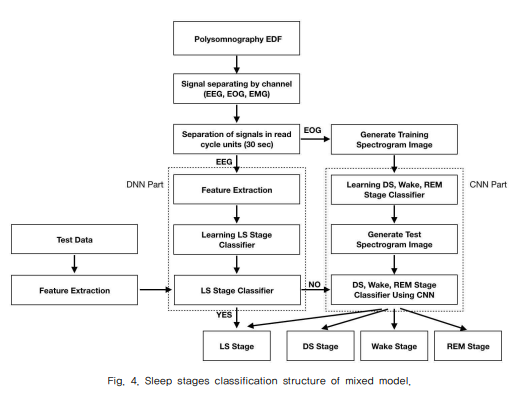 Polysomnography EDF
Signal separating by channel
(EEG, EOG, EMG)
Separation of signals in read
cycle units (30 sec)
EOG
Generate Training
Spectrogram Image
EEG
DNN Part
CNN Part
Feature Extraction
Learning DS, Wake, REM
Stage Classifier
Test Data
Learning LS Stage
Classifier
Generate Test
Spectrogram Image
Feature Extraction
LS Stage Classifier
NO
DS, Wake, REM Stage
Classifier Using CNN
YES
LS Stage
DS Stage
Wake Stage
REM Stage
Fig. 4. Sleep stages classification structure of mixed model.